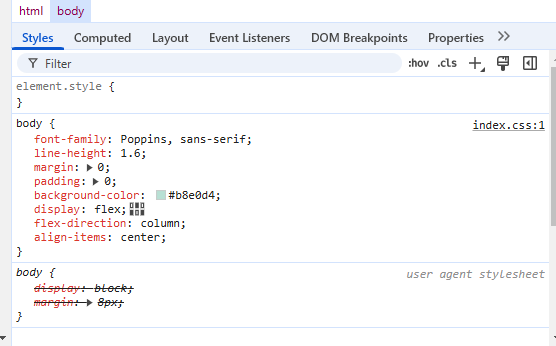 html body
Styles Computed Layout Event Listeners DOM Breakpoints Properties
Filter :hov .cls
element.style {
}
body { index.css:1
font-family: Poppins, sans-serif;
line-height: 1.6;
margin: 0;
padding: 0;
background-color: #b8e0d4;
display: flex;
flex-direction: column;
align-items: center;
}
body { user agent stylesheet
display: block;
margin: 8px;
}